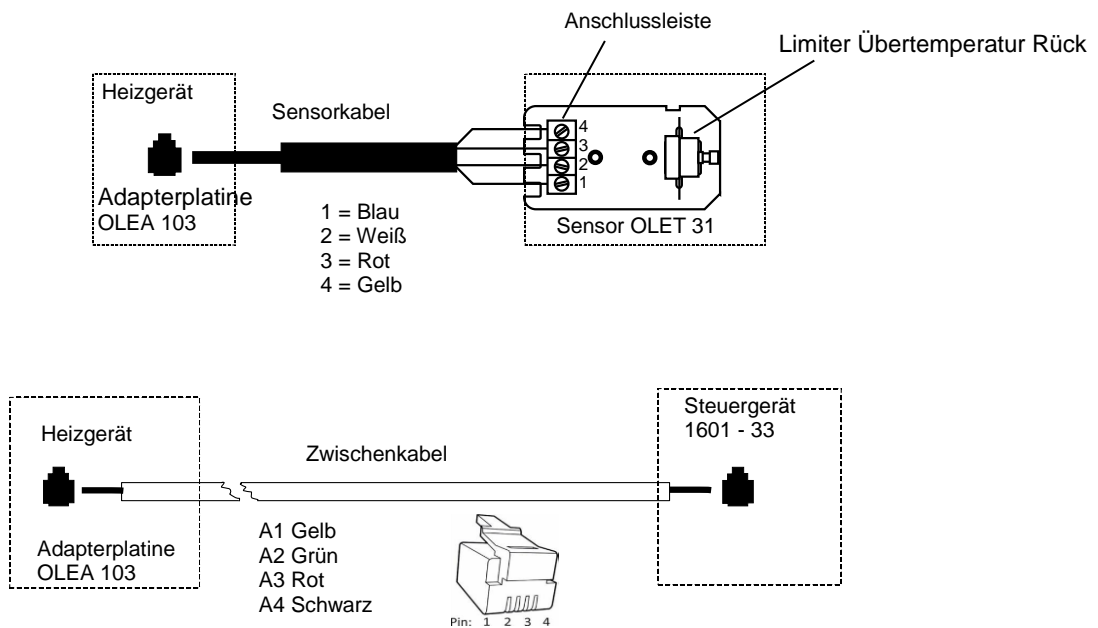 Anschlussleiste
Limiter Übertemperatur Rück
Heizgerät
Sensorkabel
4
3
2
1
Adapterplatine
OLEA 103
1 = Blau
2 = Weiß
3 = Rot
4 = Gelb
Sensor OLET 31
Steuergerät
1601 - 33
Heizgerät
Zwischenkabel
Adapterplatine
OLEA 103
A1 Gelb
A2 Grün
A3 Rot
A4 Schwarz
Pin: 1 2 3 4